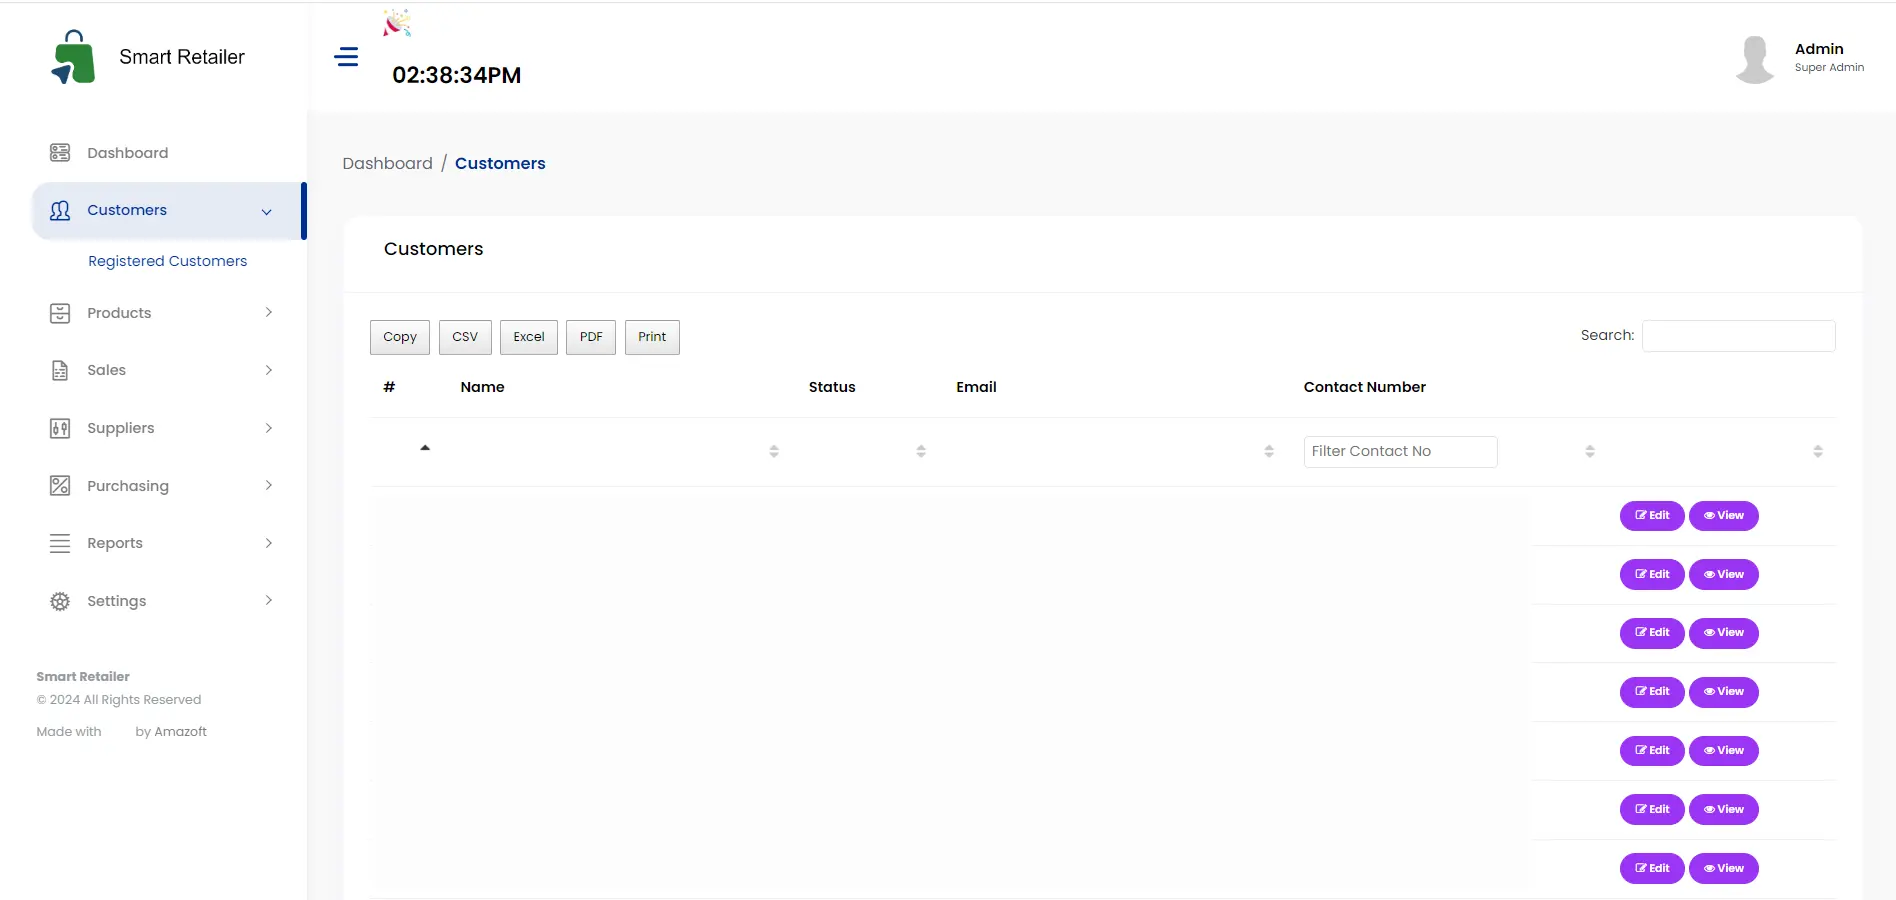 Smart Retailer
02:38:34PM
Admin
Super Admin
Dashboard
Customers
Registered Customers
Products
Sales
Suppliers
Purchasing
Reports
Settings
Smart Retailer
© 2024 All Rights Reserved
Made with by Amazoft
Dashboard / Customers
Customers
Copy CSV Excel PDF Print Search:
# Name Status Email Contact Number
Filter Contact No
Edit View
Edit View
Edit View
Edit View
Edit View
Edit View
Edit View